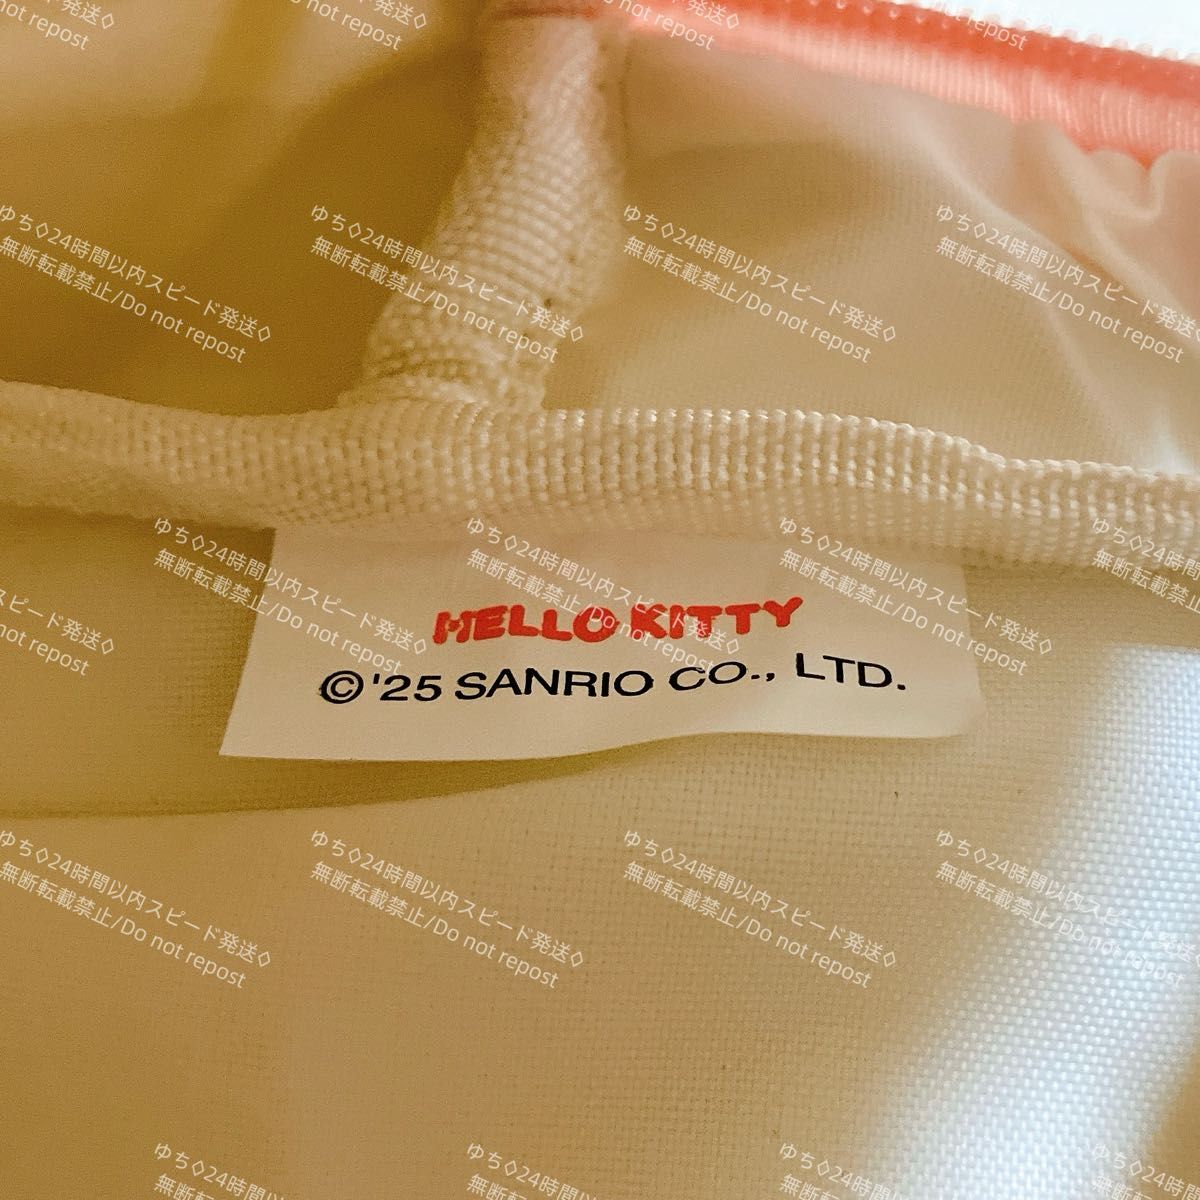 HELLO KITTY
©'25 SANRIO CO., LTD.
ゆち◇24時間以内スピード発送◇
無断転載禁止/Do not repost